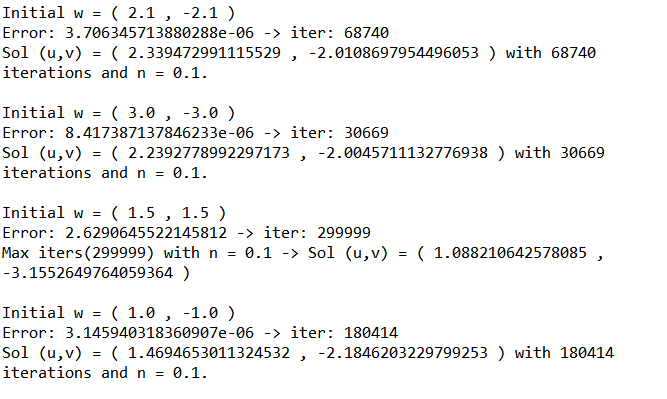 Initial w = ( 2.1 , -2.1 )
Error: 3.706345713880288e-06 -> iter: 68740
Sol (u,v) = ( 2.339472991115529 , -2.0108697954496053 ) with 68740
iterations and n = 0.1.
Initial w = ( 3.0 , -3.0 )
Error: 8.417387137846233e-06 -> iter: 30669
Sol (u,v) = ( 2.2392778992297173 , -2.0045711132776938 ) with 30669
iterations and n = 0.1.
Initial w = ( 1.5 , 1.5 )
Error: 2.6290645522145812 -> iter: 299999
Max iters(299999) with n = 0.1 -> Sol (u,v) = ( 1.088210642578085 ,
-3.1552649764059364 )
Initial w = ( 1.0 , -1.0 )
Error: 3.145940318360907e-06 -> iter: 180414
Sol (u,v) = ( 1.4694653011324532 , -2.1846203229799253 ) with 180414
iterations and n = 0.1.